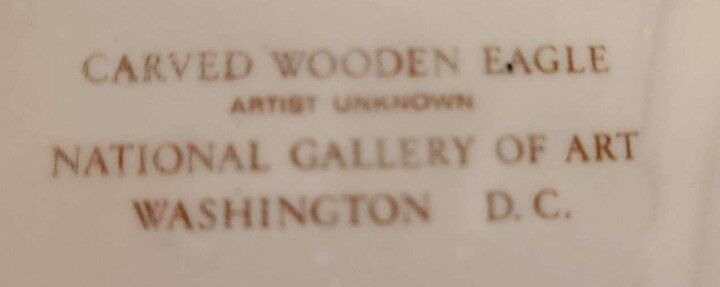 CARVED WOODEN EAGLE
ARTIST UNKNOWN
NATIONAL GALLERY OF ART
WASHINGTON D.C.